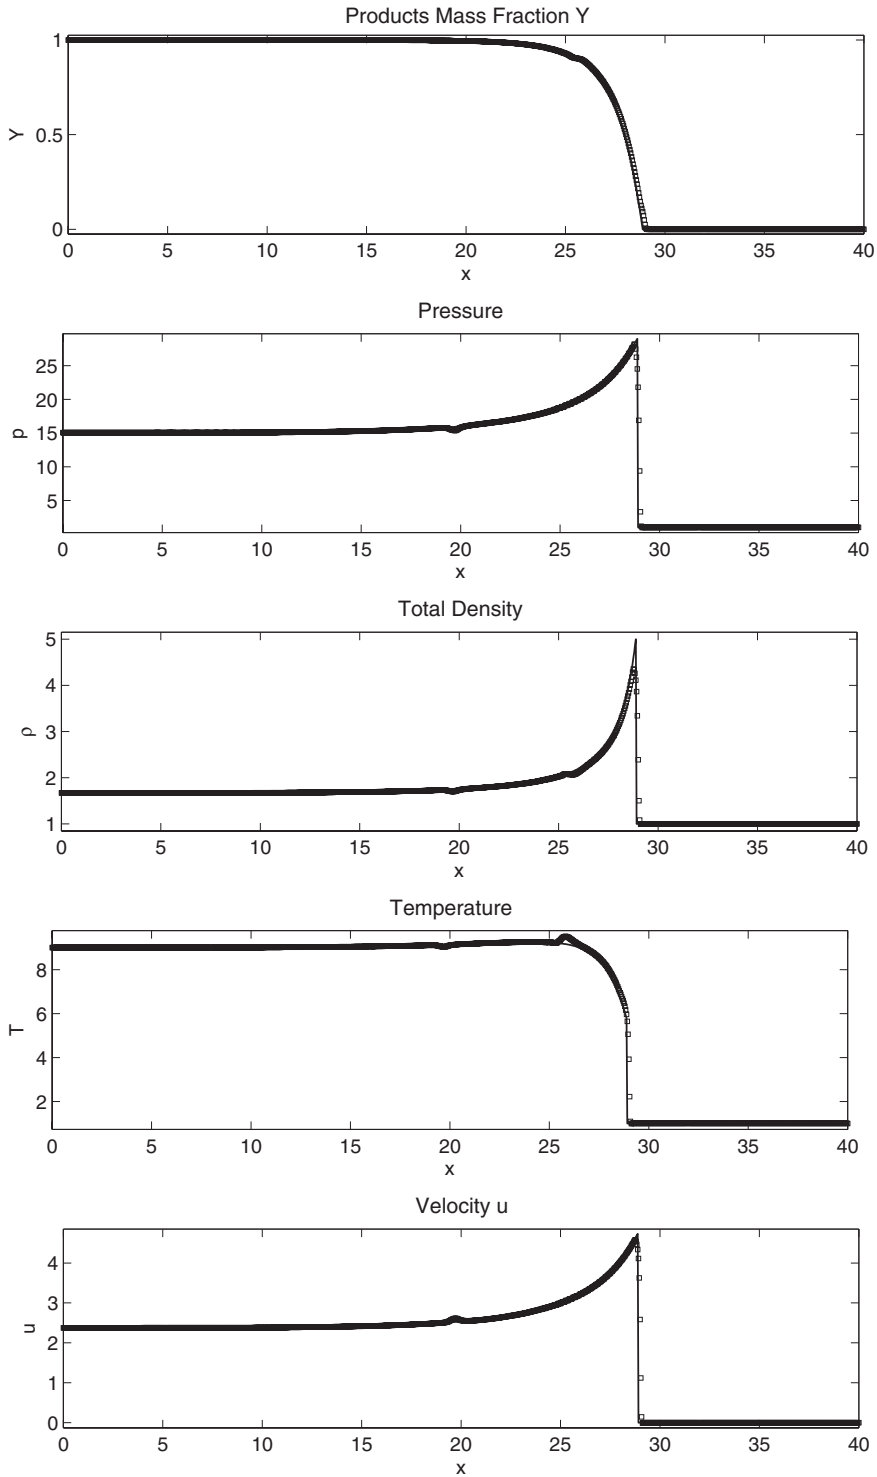 Products Mass Fraction Y
1
0.5
0
Y
0 5 10 15 20 25 30 35 40
x
Pressure
25
20
15
10
5
p
0 5 10 15 20 25 30 35 40
x
Total Density
5
4
3
2
1
ρ
0 5 10 15 20 25 30 35 40
x
Temperature
8
6
4
2
T
0 5 10 15 20 25 30 35 40
x
Velocity u
4
3
2
1
0
u
0 5 10 15 20 25 30 35 40
x